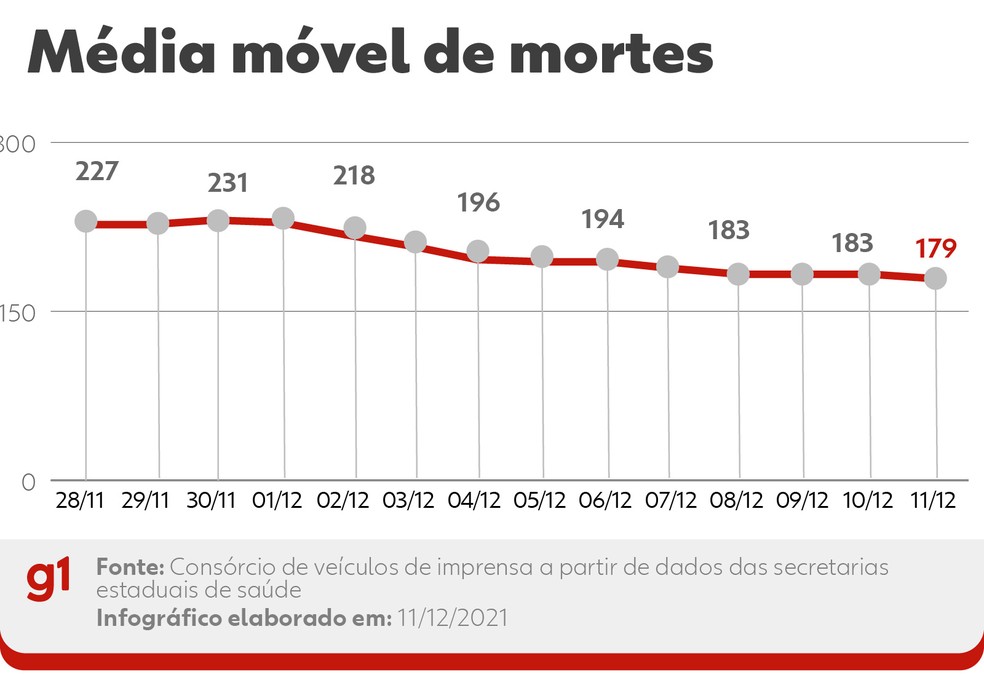 Média móvel de mortes
300
227
231
218
196
194
183
183
179
150
0
28/11 29/11 30/11 01/12 02/12 03/12 04/12 05/12 06/12 07/12 08/12 09/12 10/12 11/12
g1
Fonte: Consórcio de veículos de imprensa a partir de dados das secretarias
estaduais de saúde
Infográfico elaborado em: 11/12/2021